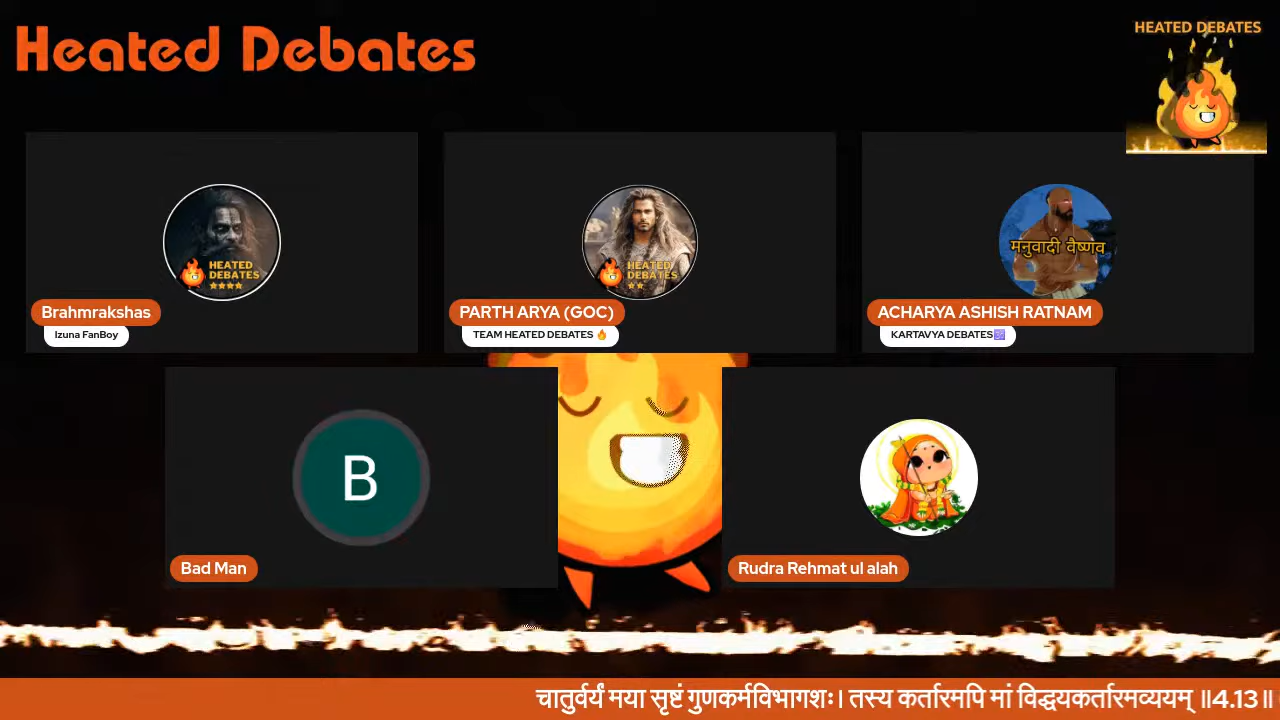 Heated Debates
HEATED DEBATES
HEATED
DEBATES
HEATED
DEBATES
मनुवादी वैष्णव
Brahmrakshas
Izuna FanBoy
PARTH ARYA (GOC)
TEAM HEATED DEBATES 🔥
ACHARYA ASHISH RATNAM
KARTAVYA DEBATES🕉
B
Bad Man
Rudra Rehmat ul alah
चातुर्वर्यं मया सृष्टं गुणकर्मविभागशः। तस्य कर्तारमपि मां विद्धयकर्तारमव्ययम् ॥4.13॥